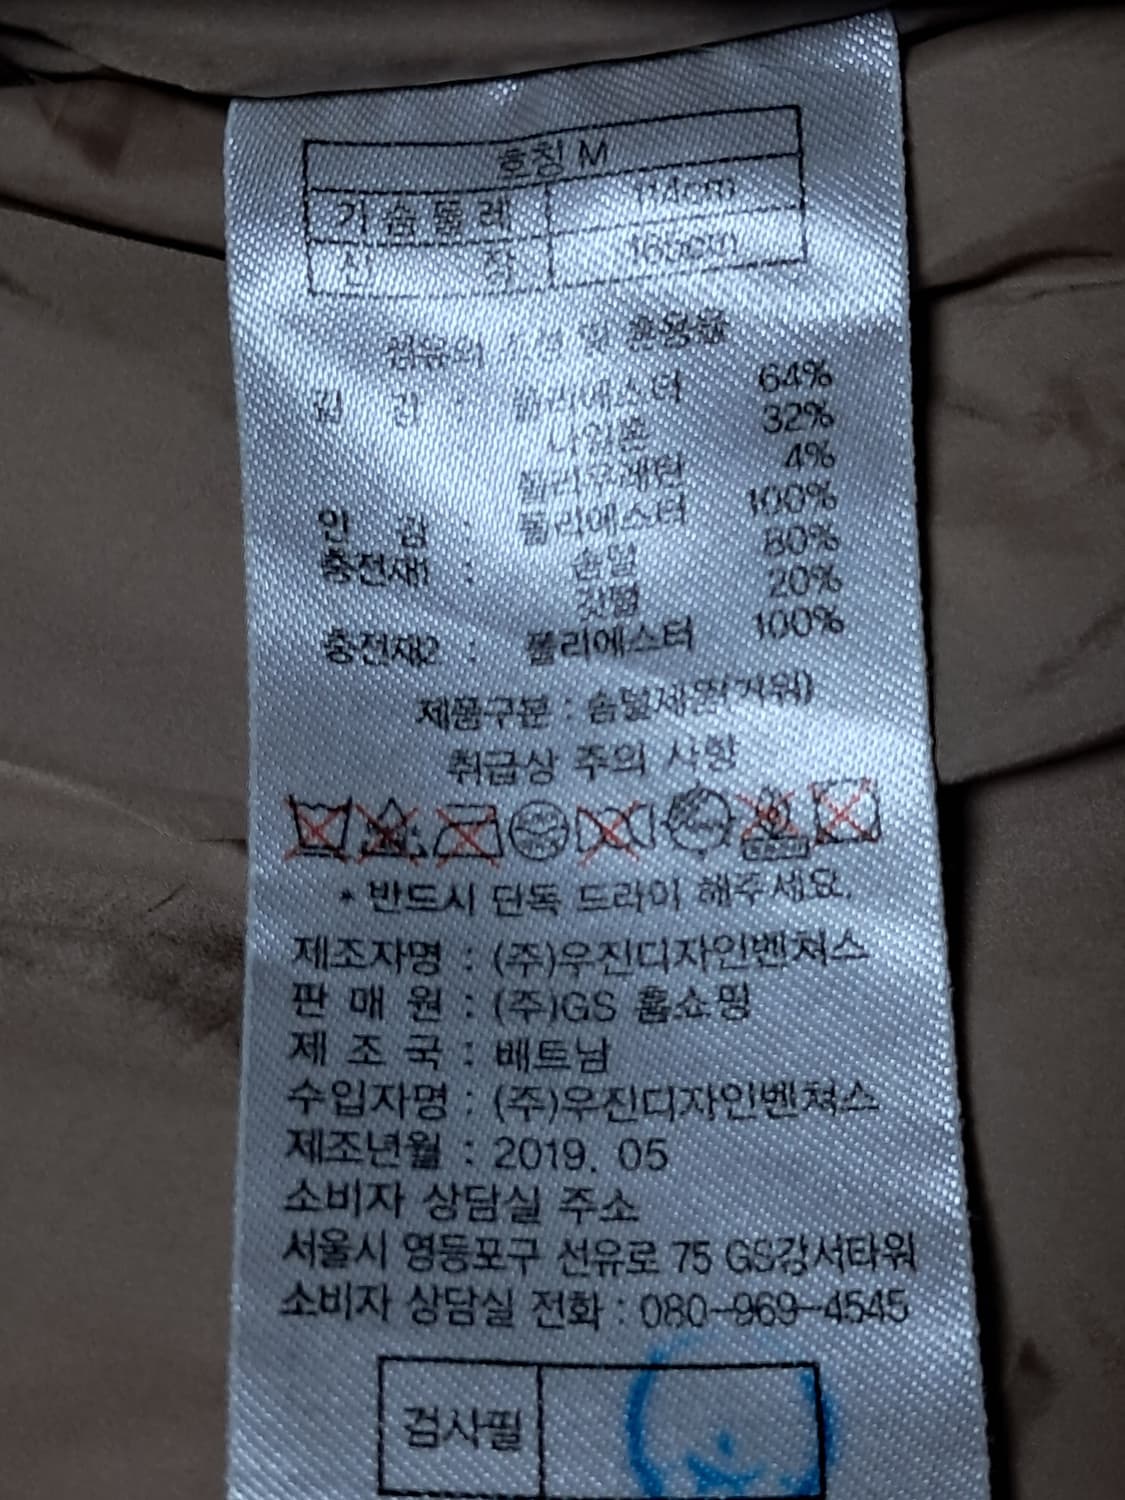 호칭 M
가슴둘레 104cm
신 장 165cm
섬유의 조성 및 혼용률
겉 감 : 폴리에스터 64%
나일론 32%
폴리우레탄 4%
안 감 : 폴리에스터 100%
충전재1 : 솜털 80%
깃털 20%
충전재2 : 폴리에스터 100%
제품구분 : 솜털제품(거위)
취급상 주의 사항
* 반드시 단독 드라이 해주세요.
제조자명 : (주)우진디자인벤쳐스
판 매 원 : (주)GS 홈쇼핑
제 조 국 : 베트남
수입자명 : (주)우진디자인벤쳐스
제조년월 : 2019. 05
소비자 상담실 주소
서울시 영등포구 선유로 75 GS강서타워
소비자 상담실 전화 : 080-969-4545
검사필